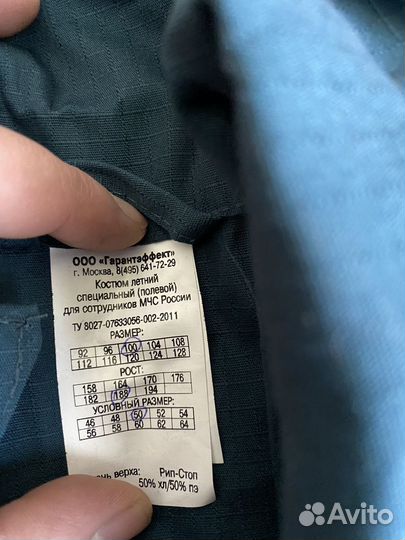 ООО «Гарантэффект»
г. Москва, 8(495) 641-72-29
Костюм летний
специальный (полевой)
для сотрудников МЧС России
ТУ 8027-07633056-002-2011
РАЗМЕР:
92 96 100 104 108
112 116 120 124 128
РОСТ:
158 164 170 176
182 188 194
УСЛОВНЫЙ РАЗМЕР:
46 48 50 52 54
56 58 60 62 64
верха: Рип-Стоп
50% хл/50% пэ
Avito